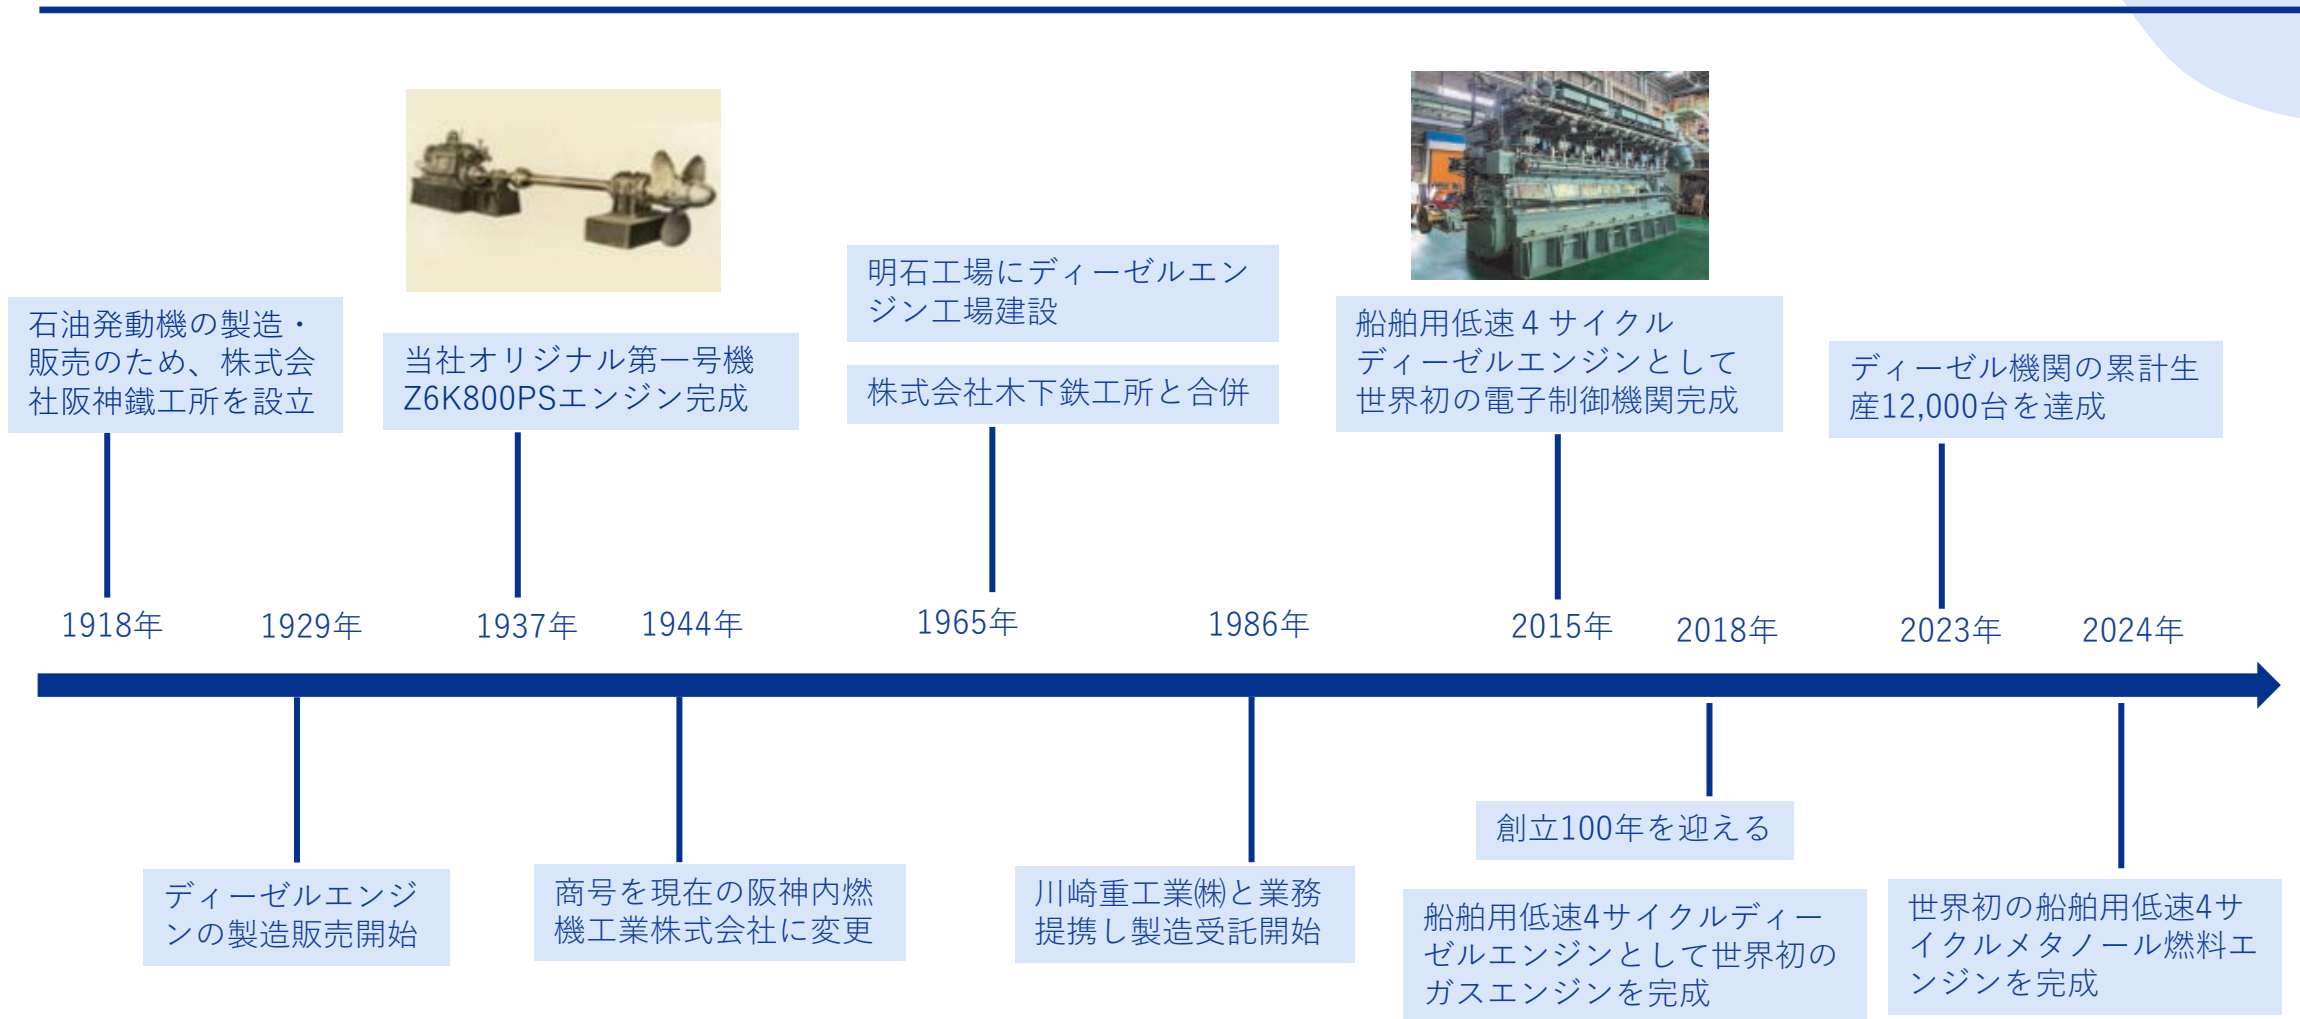 石油発動機の製造・
販売のため、株式会
社阪神鐵工所を設立
当社オリジナル第一号機
Z6K800PSエンジン完成
明石工場にディーゼルエン
ジン工場建設
株式会社木下鉄工所と合併
船舶用低速４サイクル
ディーゼルエンジンとして
世界初の電子制御機関完成
ディーゼル機関の累計生
産12,000台を達成
1918年
1929年
1937年
1944年
1965年
1986年
2015年
2018年
2023年
2024年
ディーゼルエンジ
ンの製造販売開始
商号を現在の阪神内燃
機工業株式会社に変更
川崎重工業㈱と業務
提携し製造受託開始
創立100年を迎える
船舶用低速4サイクルディー
ゼルエンジンとして世界初の
ガスエンジンを完成
世界初の船舶用低速4サ
イクルメタノール燃料エ
ンジンを完成